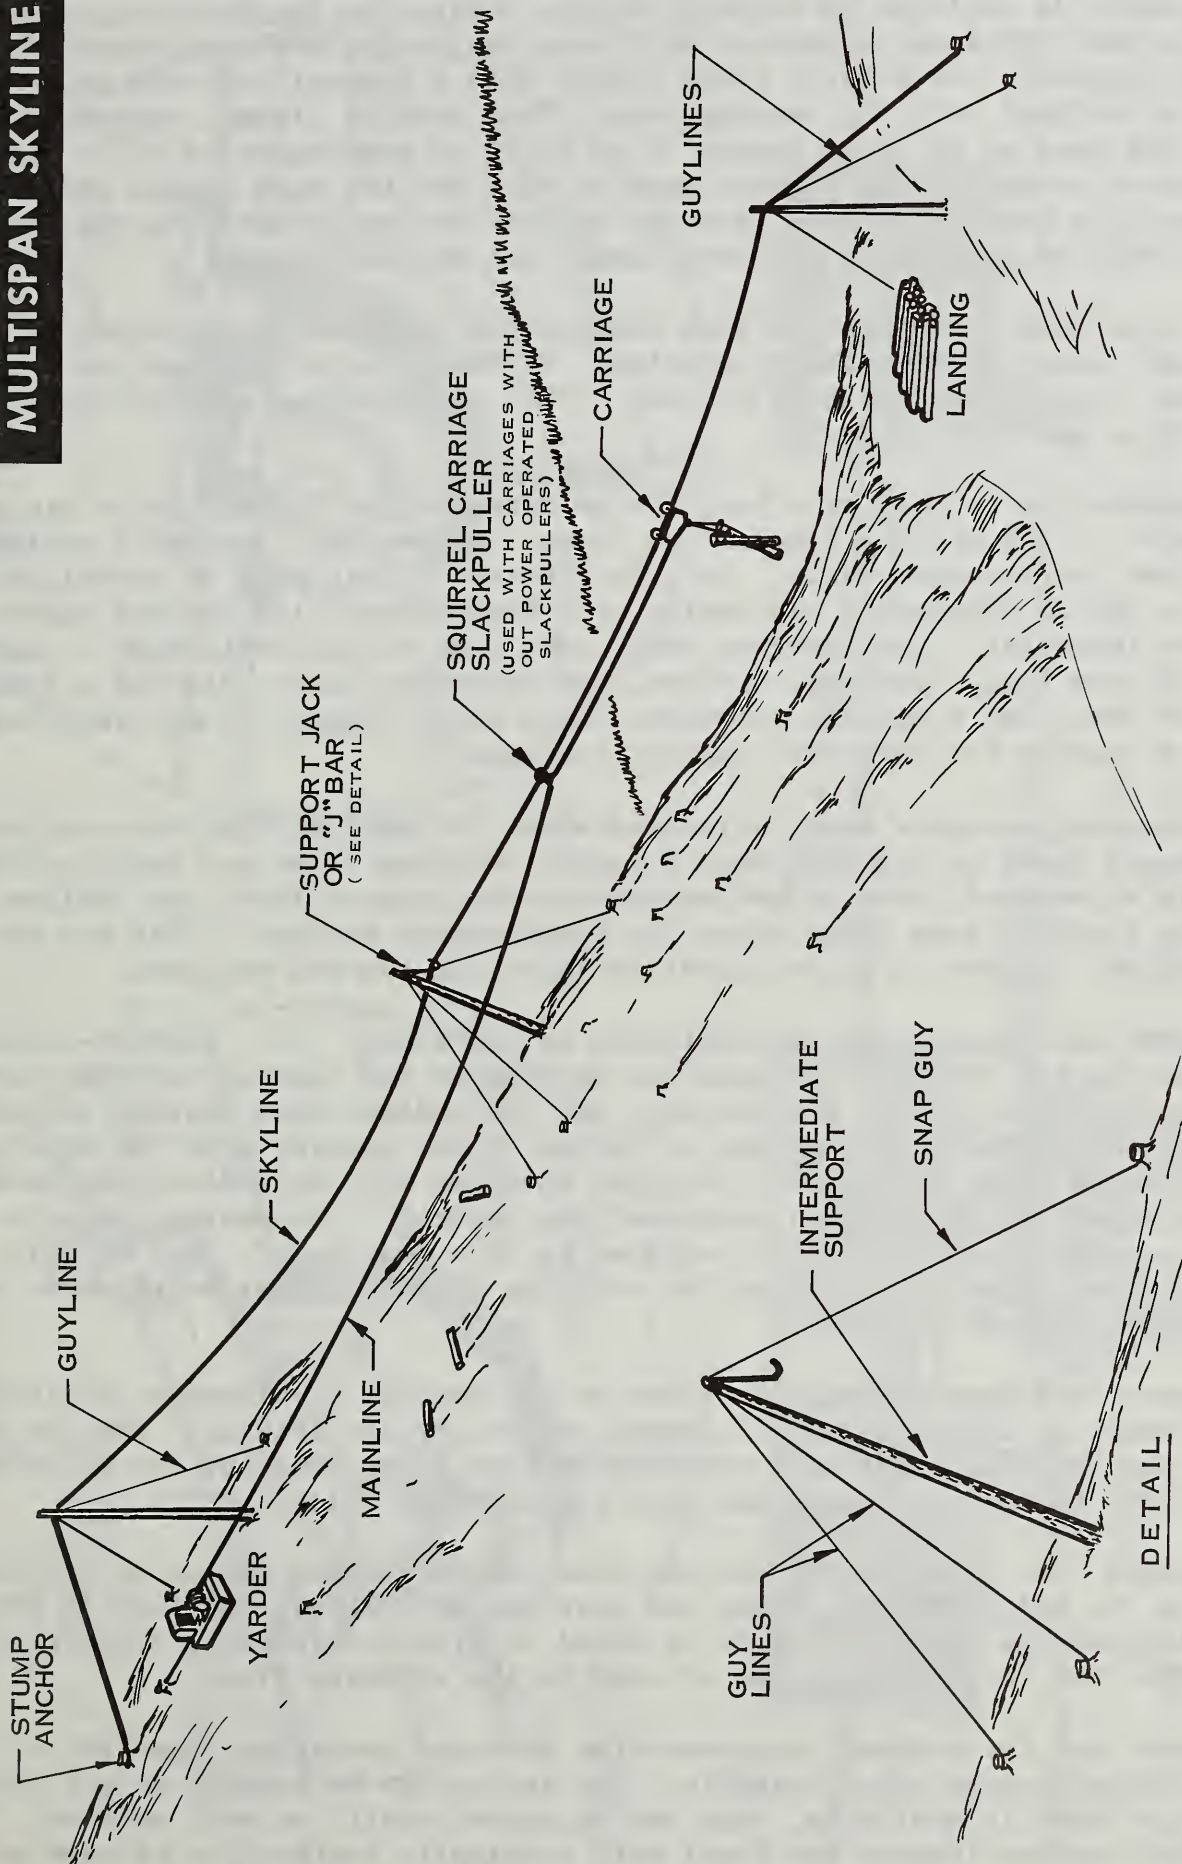 MULTISPAN SKYLINE
STUMP
ANCHOR
GUYLINE
SKYLINE
SUPPORT JACK
OR "J" BAR
( SEE DETAIL)
SQUIRREL CARRIAGE
SLACKPULLER
(USED WITH CARRIAGES WITH
OUT POWER OPERATED
SLACKPULLERS)
CARRIAGE
GUYLINES
YARDER
MAINLINE
LANDING
GUY
LINES
INTERMEDIATE
SUPPORT
SNAP GUY
DETAIL